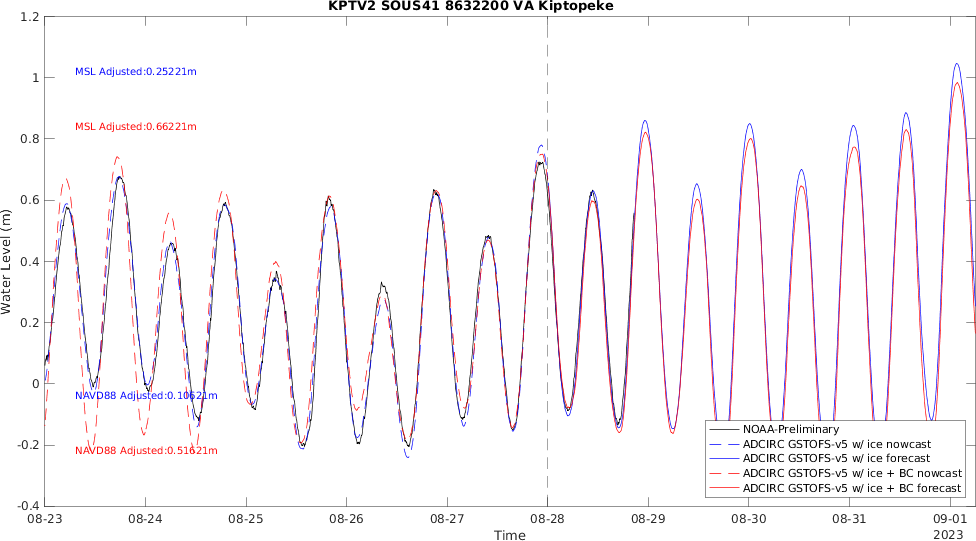 KPTV2 SOUS41 8632200 VA Kiptopeke
1.2
1
0.8
0.6
0.4
0.2
0
-0.2
-0.4
Water Level (m)
MSL Adjusted:0.25221m
MSL Adjusted:0.66221m
NAVD88 Adjusted:0.10621m
NAVD88 Adjusted:0.51621m
NOAA-Preliminary
ADCIRC GSTOFS-v5 w/ ice nowcast
ADCIRC GSTOFS-v5 w/ ice forecast
ADCIRC GSTOFS-v5 w/ ice + BC nowcast
ADCIRC GSTOFS-v5 w/ ice + BC forecast
08-23 08-24 08-25 08-26 08-27 08-28 08-29 08-30 08-31 09-01
2023
Time